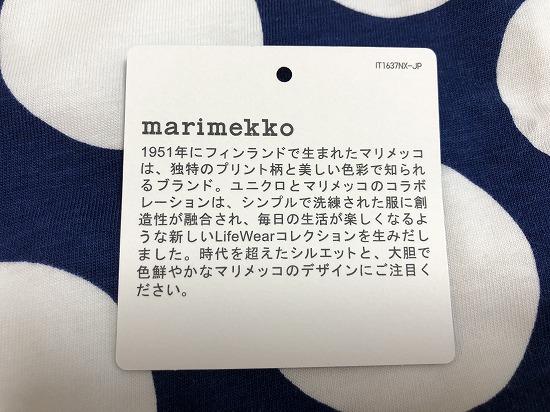 IT1637NX-JP
marimekko
1951年にフィンランドで生まれたマリメッコ
は、独特のプリント柄と美しい色彩で知られ
るブランド。ユニクロとマリメッコのコラボ
レーションは、シンプルで洗練された服に創
造性が融合され、毎日の生活が楽しくなるよ
うな新しいLifeWearコレクションを生みだし
ました。時代を超えたシルエットと、大胆で
色鮮やかなマリメッコのデザインにご注目く
ださい。